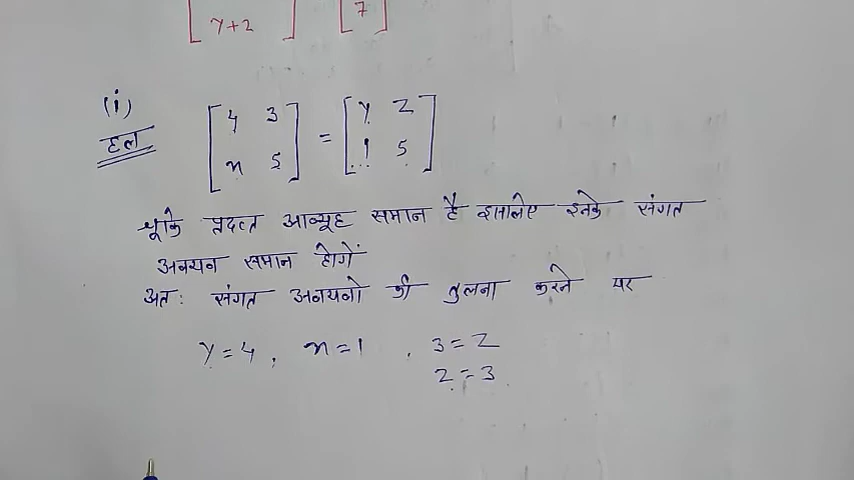 [ y+2 ] [ 7 ]
(i)
हल
[ 4 3 ] = [ y z ]
[ x 5 ] [ 1 5 ]
चूंकि प्रदत्त आव्यूह समान है इसलिए इनके संगत
अवयव समान होगें
अतः संगत अवयवो की तुलना करने पर
y = 4 , x = 1 , 3 = z
z = 3